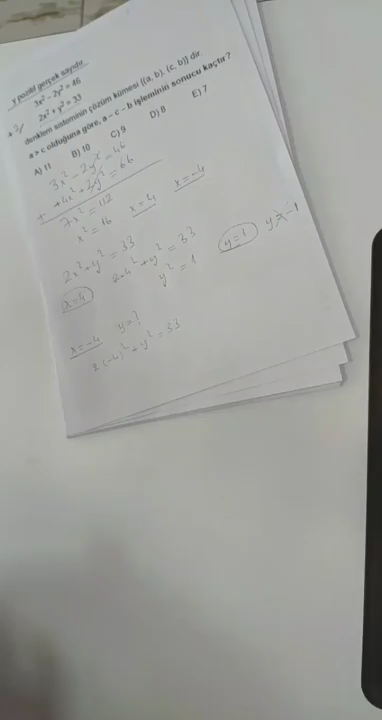 y pozitif gerçek sayıdır.
3x² - 2y² = 46
2x² + y² = 33
denklem sisteminin çözüm kümesi {(a, b), (c, b)} dir.
a > c olduğuna göre, a – c – b işleminin sonucu kaçtır?
A) 11 B) 10 C) 9 D) 8 E) 7
3x² - 2y² = 46
+ 4x² + 2y² = 66
7x² = 112
x² = 16 x = 4 x = -4
2x² + y² = 33
x = 4 2·4² + y² = 33
y² = 1 y = 1 y = -1
x = -4 y = ?
2·(-4)² + y² = 33